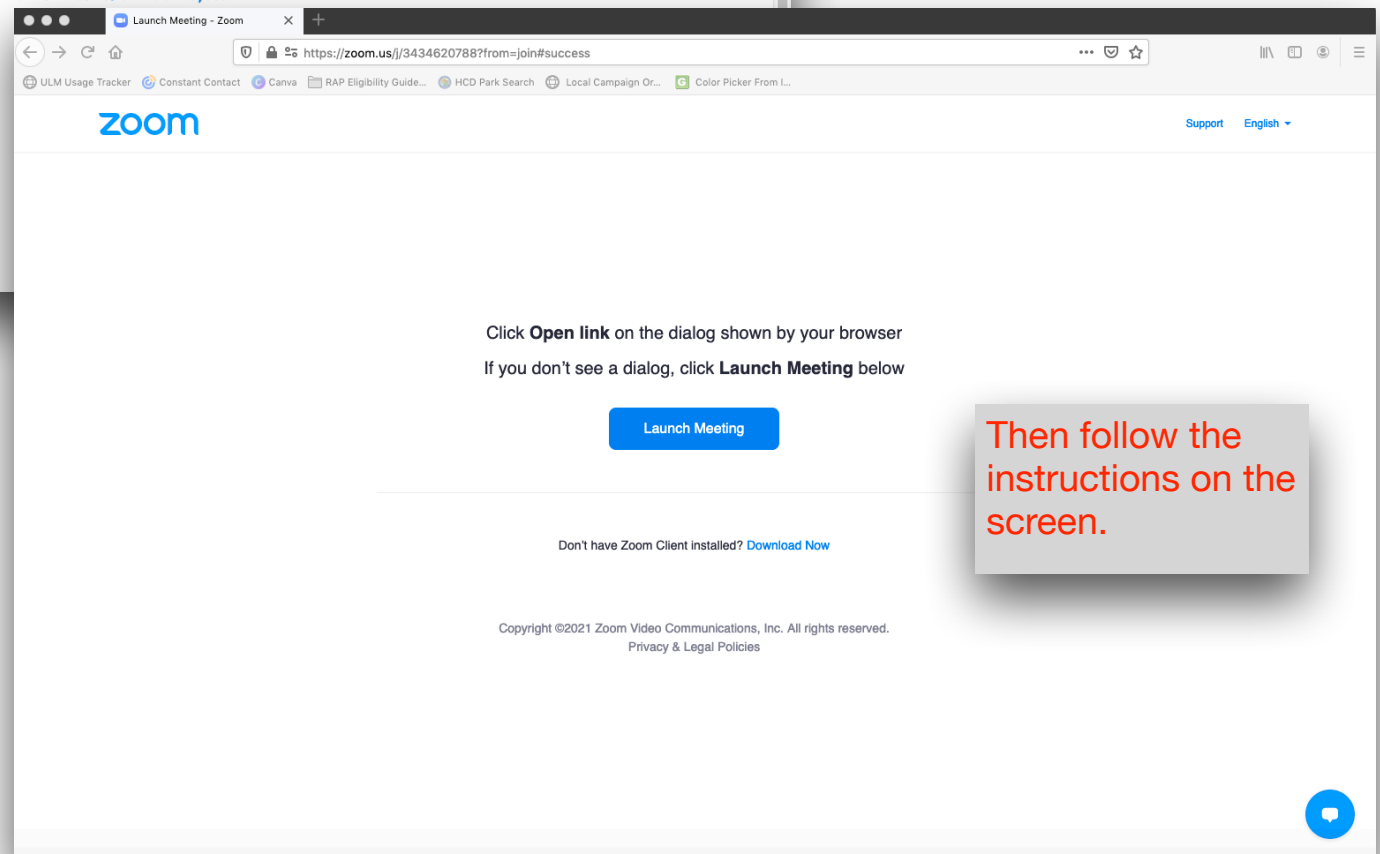 Launch Meeting - Zoom
https://zoom.us/j/3434620788?from=join#success
ULM Usage Tracker Constant Contact Canva RAP Eligibility Guide... HCD Park Search Local Campaign Or... Color Picker From I...
zoom
Support English
Click Open link on the dialog shown by your browser
If you don’t see a dialog, click Launch Meeting below
Launch Meeting
Then follow the
instructions on the
screen.
Don’t have Zoom Client installed? Download Now
Copyright ©2021 Zoom Video Communications, Inc. All rights reserved.
Privacy & Legal Policies